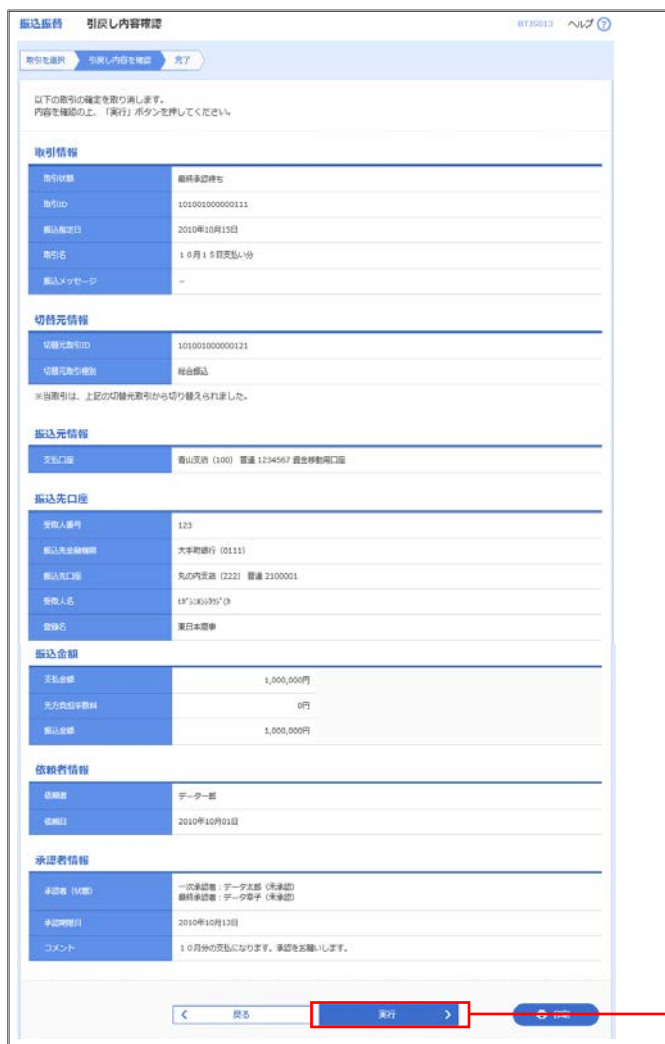 振込振替 引戻し内容確認 BTJS013 ヘルプ ?
取引を選択 引戻し内容を確認 完了
以下の取引の確定を取り消します。
内容を確認の上、「実行」ボタンを押してください。
取引情報
取引状態 最終承認待ち
取引ID 101001000000111
振込指定日 2010年10月15日
取引名 10月15日支払い分
振込メッセージ －
切替元情報
切替元取引ID 101001000000121
切替元取引種別 総合振込
※当取引は、上記の切替元取引から切り替えられました。
振込元情報
支払口座 青山支店（100） 普通 1234567 資金移動用口座
振込先口座
受取人番号 123
振込先金融機関 大手町銀行（0111）
振込先口座 丸の内支店（222） 普通 2100001
受取人名
登録名 東日本商事
振込金額
支払金額 1,000,000円
先方負担手数料 0円
振込金額 1,000,000円
依頼者情報
依頼者 データ一郎
依頼日 2010年10月01日
承認者情報
承認者（状態） 一次承認者：データ太郎（未承認）
最終承認者：データ幸子（未承認）
承認期限日 2010年10月13日
コメント 10月分の支払になります。承認をお願いします。
戻る 実行 印刷